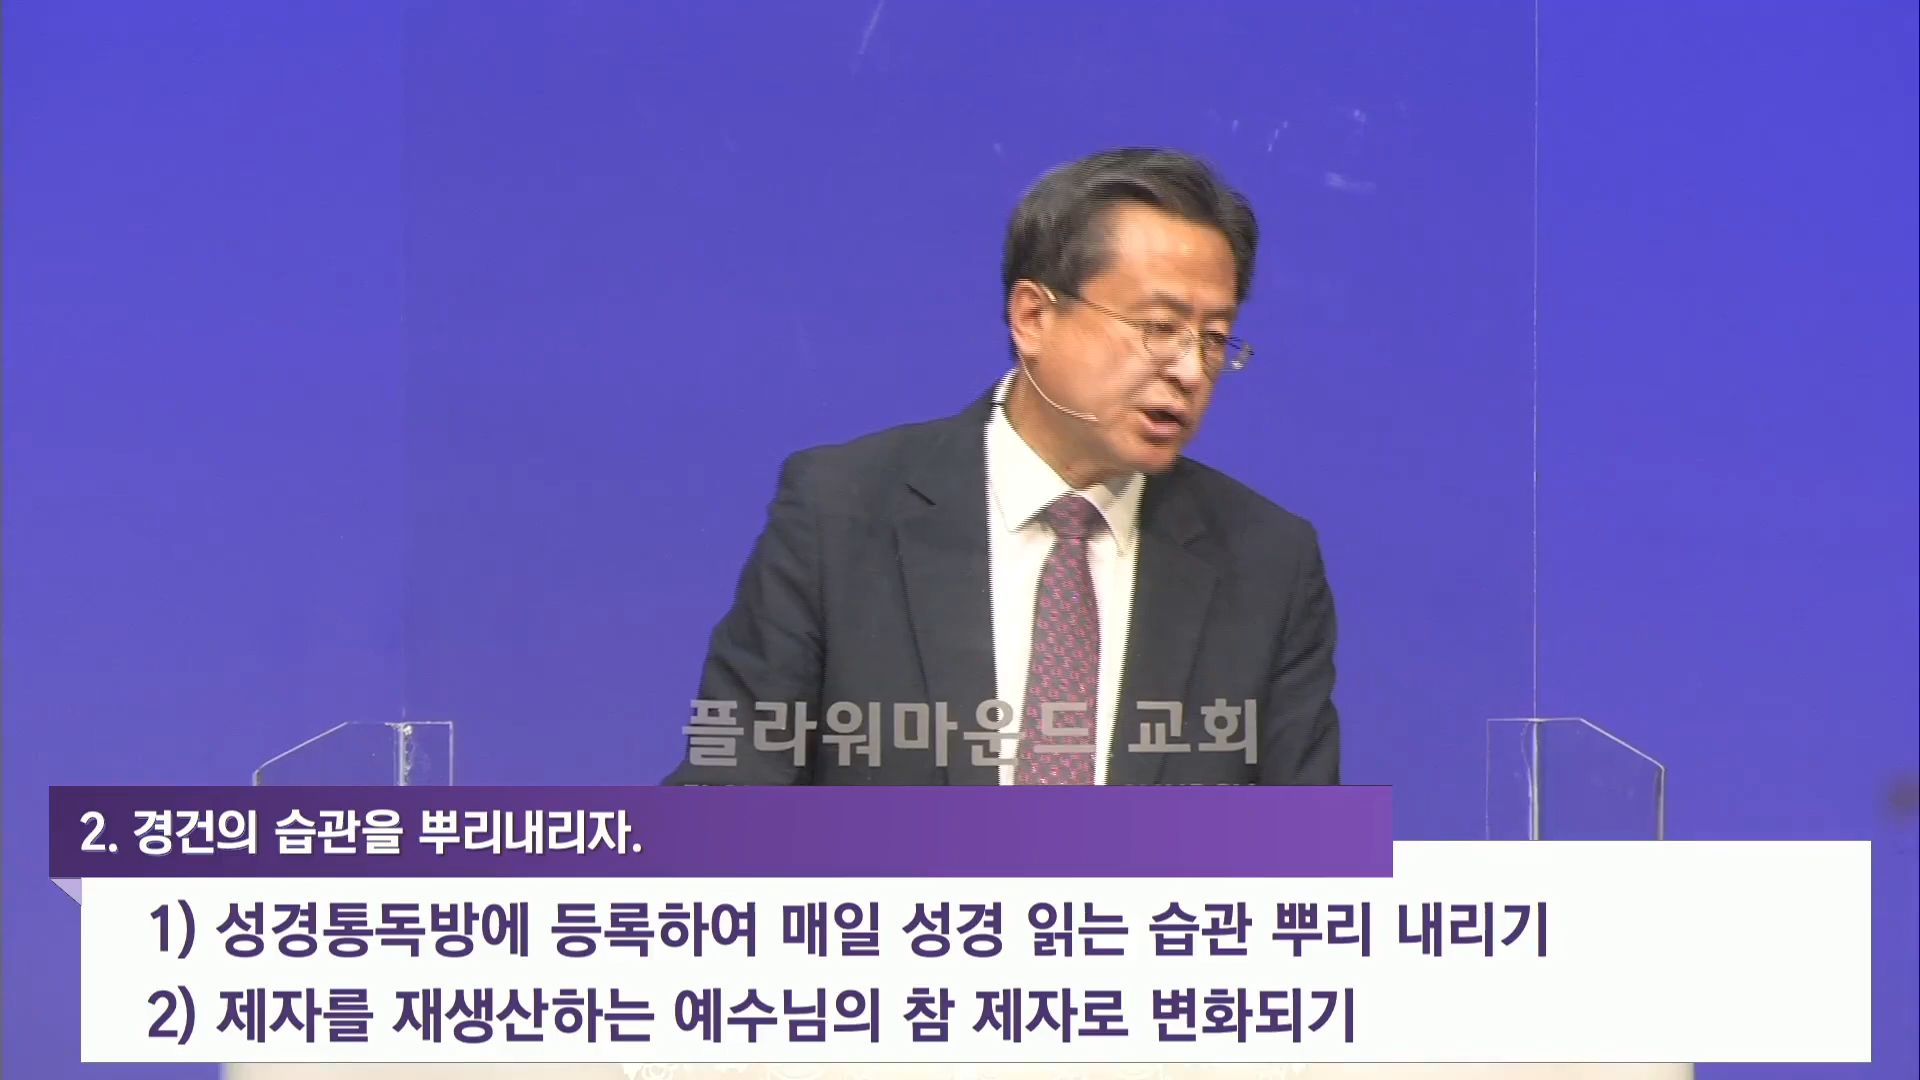 플라워마운드 교회
2. 경건의 습관을 뿌리내리자.
1) 성경통독방에 등록하여 매일 성경 읽는 습관 뿌리 내리기
2) 제자를 재생산하는 예수님의 참 제자로 변화되기